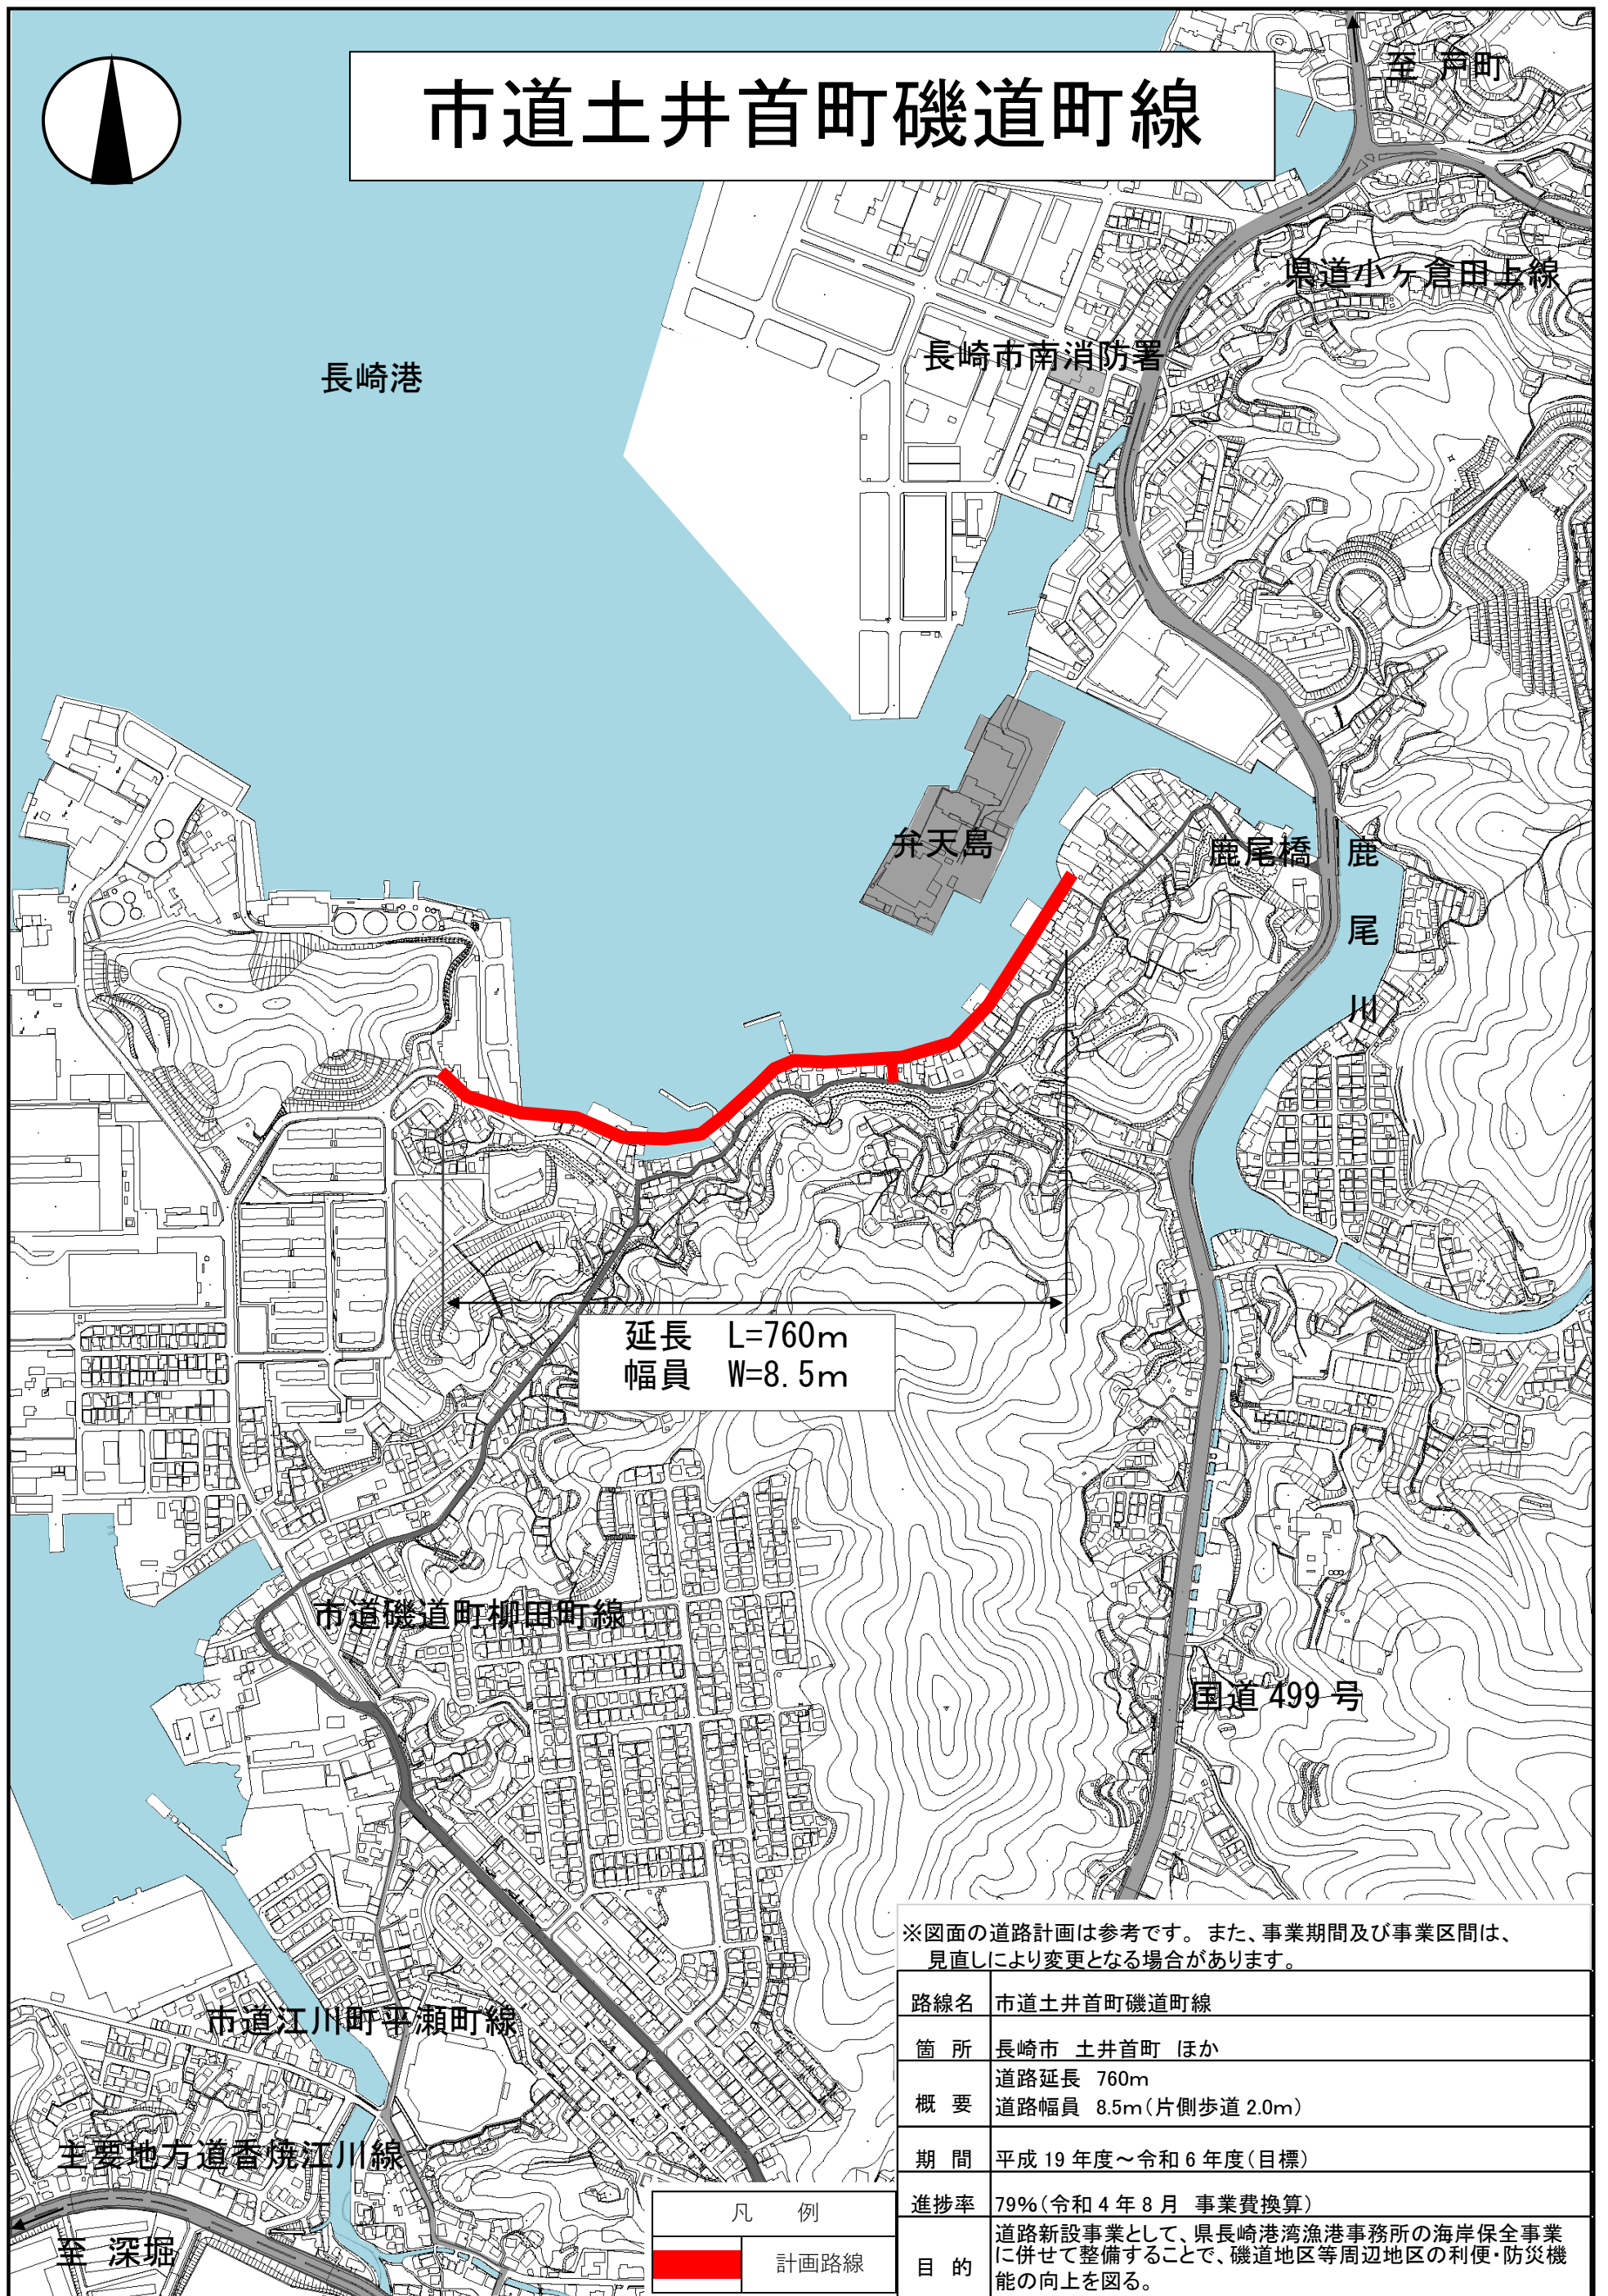 市道土井首町磯道町線
至 戸町
県道小ケ倉田上線
長崎市南消防署
長崎港
弁天島
鹿尾橋
鹿尾川
延長 L=760m
幅員 W=8.5m
市道磯道町柳田町線
国道 499 号
市道江川町平瀬町線
主要地方道香焼江川線
至 深堀
凡 例
計画路線
※図面の道路計画は参考です。また、事業期間及び事業区間は、
見直しにより変更となる場合があります。
路線名 市道土井首町磯道町線
箇 所 長崎市 土井首町 ほか
概 要 道路延長 760m
道路幅員 8.5m(片側歩道 2.0m)
期 間 平成 19 年度~令和 6 年度(目標)
進捗率 79%(令和 4 年 8 月 事業費換算)
目 的 道路新設事業として、県長崎港湾漁港事務所の海岸保全事業
に併せて整備することで、磯道地区等周辺地区の利便・防災機
能の向上を図る。